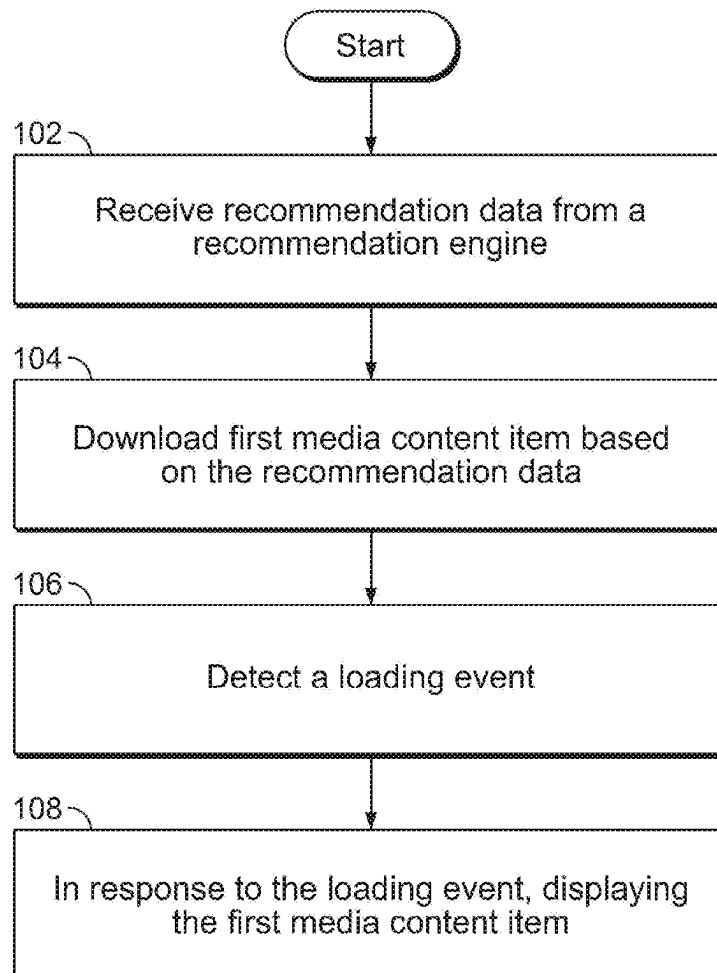 Start
102
Receive recommendation data from a
recommendation engine
104
Download first media content item based
on the recommendation data
106
Detect a loading event
108
In response to the loading event, displaying
the first media content item